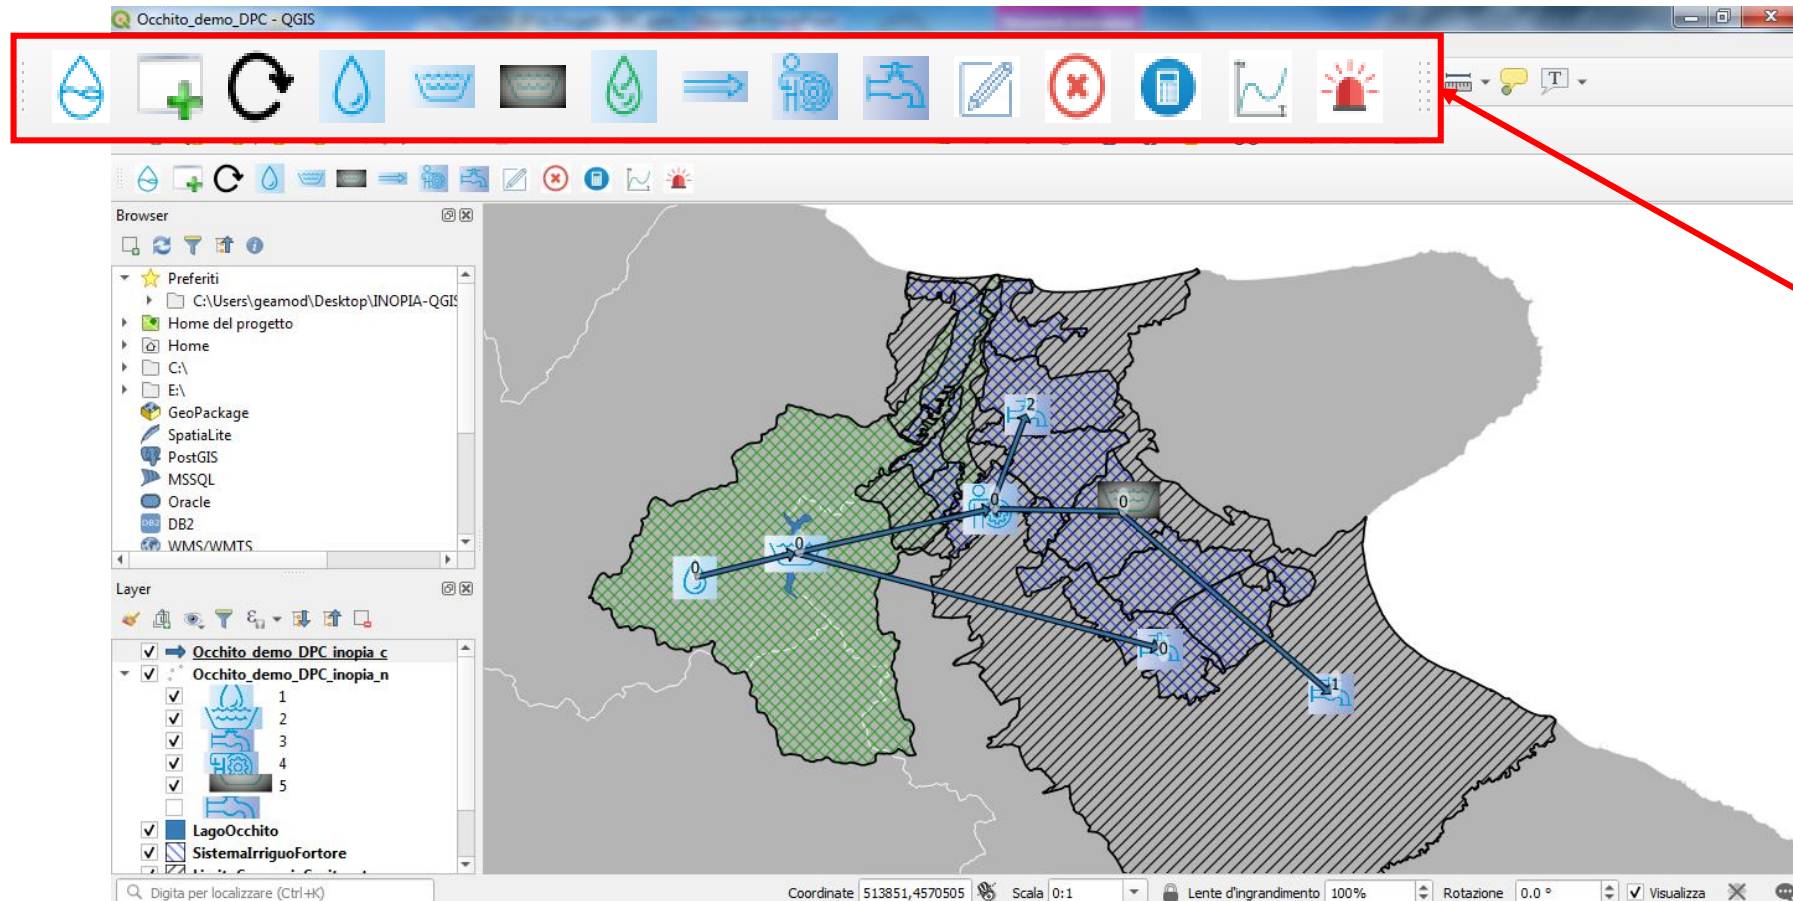 Occhito_demo_DPC - QGIS
T
Browser
Preferiti
C:\Users\geamod\Desktop\INOPIA-QGIS
Home del progetto
Home
C:\
E:\
GeoPackage
SpatiaLite
PostGIS
MSSQL
Oracle
DB2
WMS/WMTS
Layer
Occhito_demo_DPC_inopia_c
Occhito_demo_DPC_inopia_n
1
2
3
4
5
LagoOcchito
SistemaIrriguoFortore
2
0
0
0
0
0
1
Digita per localizzare (Ctrl+K)
Coordinate 513851,4570505 Scala 0:1 Lente d'ingrandimento 100% Rotazione 0.0 ° Visualizza